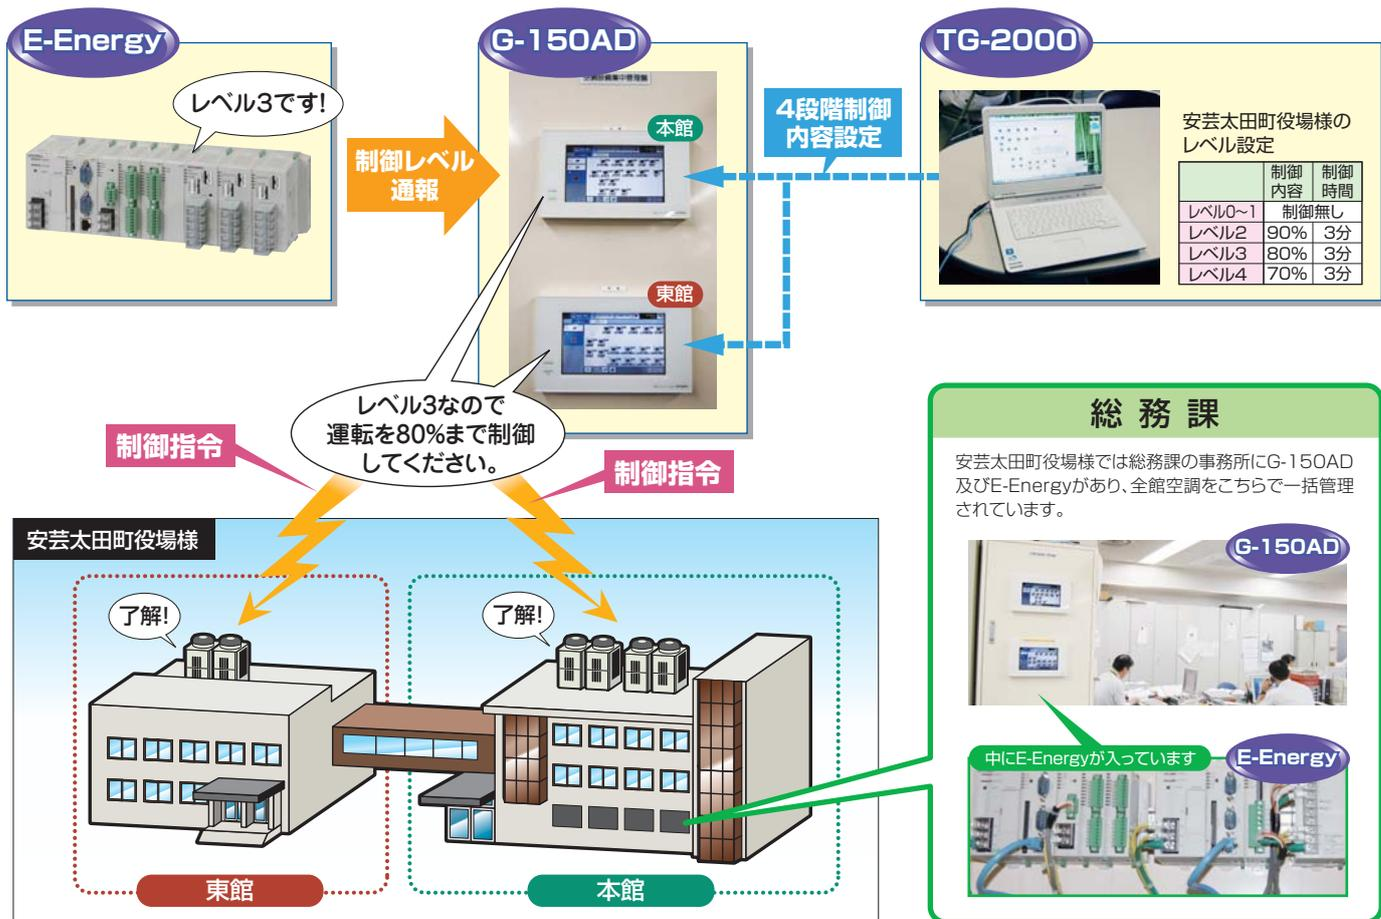 E-Energy
レベル3です!
制御レベル
通報
G-150AD
空調設備集中管理盤
本館
東館
4段階制御
内容設定
TG-2000
安芸太田町役場様の
レベル設定
制御内容 制御時間
レベル0~1 制御無し
レベル2 90% 3分
レベル3 80% 3分
レベル4 70% 3分
レベル3なので
運転を80%まで制御
してください。
制御指令
制御指令
安芸太田町役場様
了解!
了解!
東館
本館
総務課
安芸太田町役場様では総務課の事務所にG-150AD
及びE-Energyがあり、全館空調をこちらで一括管理
されています。
G-150AD
中にE-Energyが入っています
E-Energy